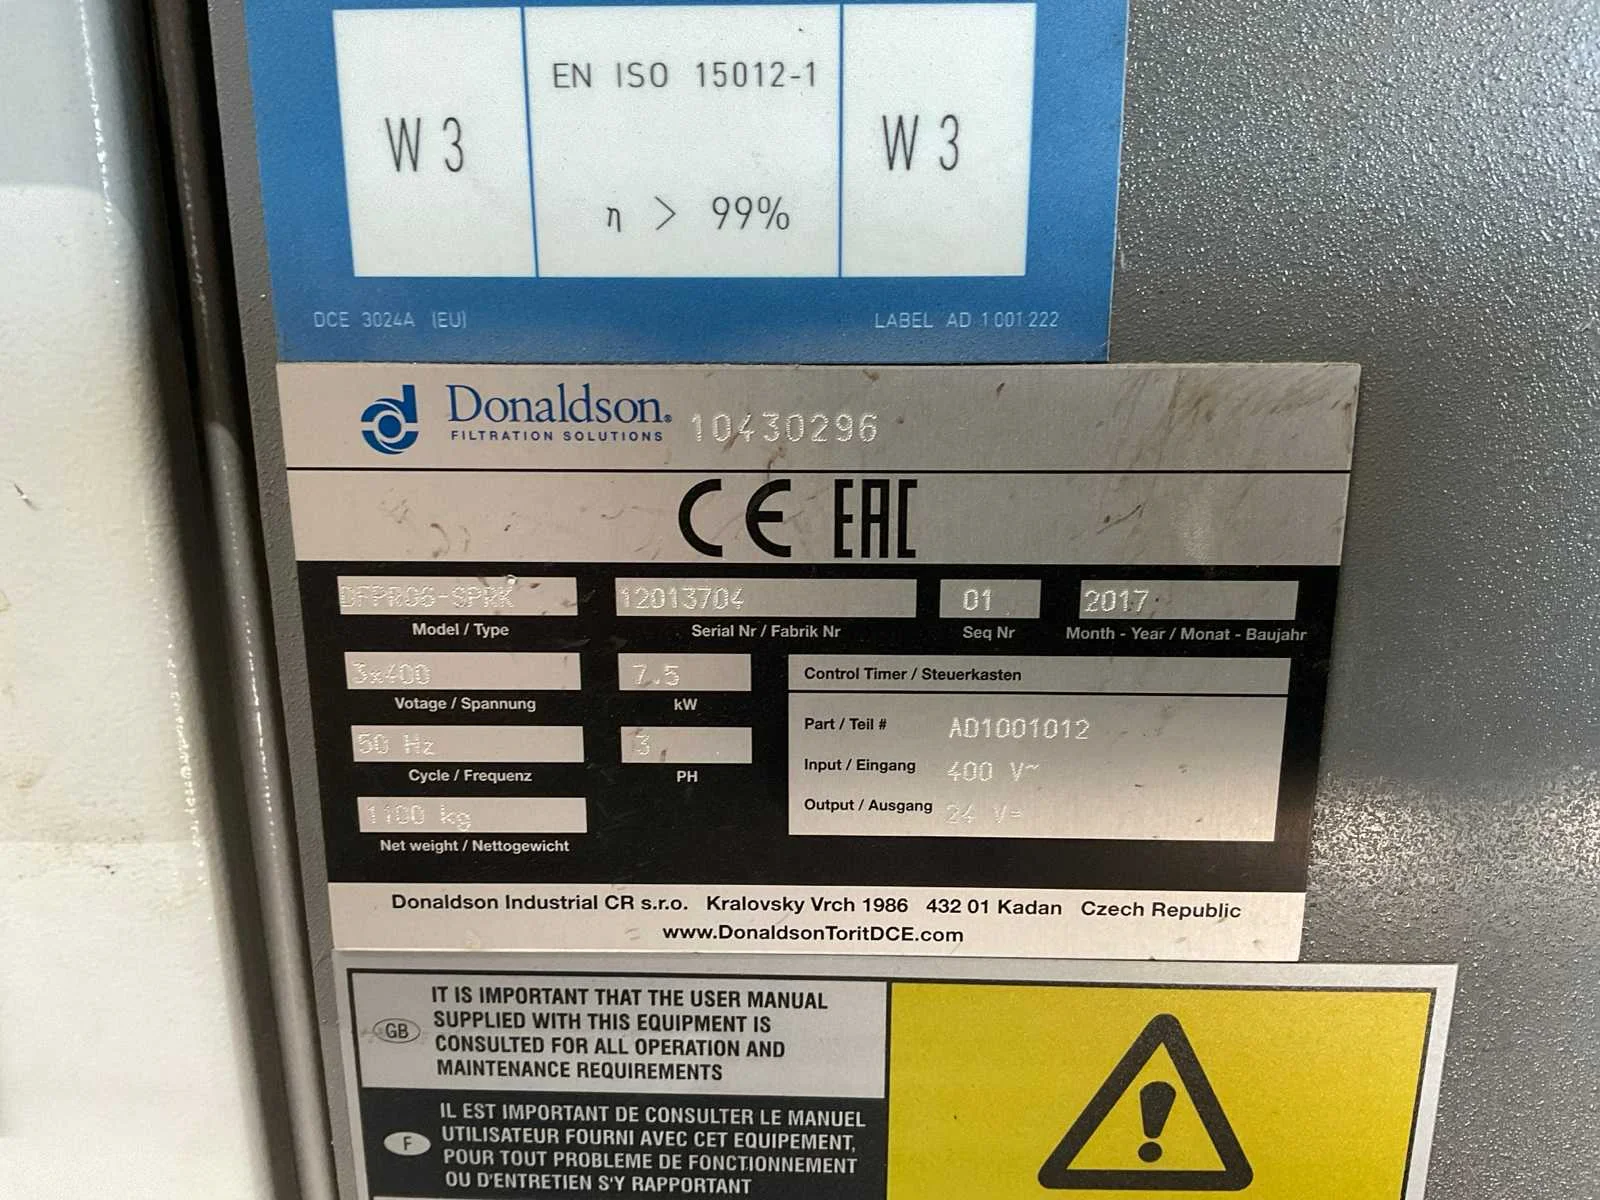 W 3
EN ISO 15012-1
η > 99%
W 3
DCE 3024A (EU)
LABEL AD 1001222
Donaldson®
FILTRATION SOLUTIONS
10430296
CE EAC
DFPR06-SPRK
Model / Type
12013704
Serial Nr / Fabrik Nr
01
Seq Nr
2017
Month - Year / Monat - Baujahr
3x400
Votage / Spannung
7.5
kW
50 Hz
Cycle / Frequenz
3
PH
1100 kg
Net weight / Nettogewicht
Control Timer / Steuerkasten
Part / Teil # AD1001012
Input / Eingang 400 V~
Output / Ausgang 24 V=
Donaldson Industrial CR s.r.o. Kralovsky Vrch 1986 432 01 Kadan Czech Republic
www.DonaldsonToritDCE.com
GB
IT IS IMPORTANT THAT THE USER MANUAL
SUPPLIED WITH THIS EQUIPMENT IS
CONSULTED FOR ALL OPERATION AND
MAINTENANCE REQUIREMENTS
F
IL EST IMPORTANT DE CONSULTER LE MANUEL
UTILISATEUR FOURNI AVEC CET EQUIPEMENT,
POUR TOUT PROBLEME DE FONCTIONNEMENT
OU D'ENTRETIEN S'Y RAPPORTANT
!